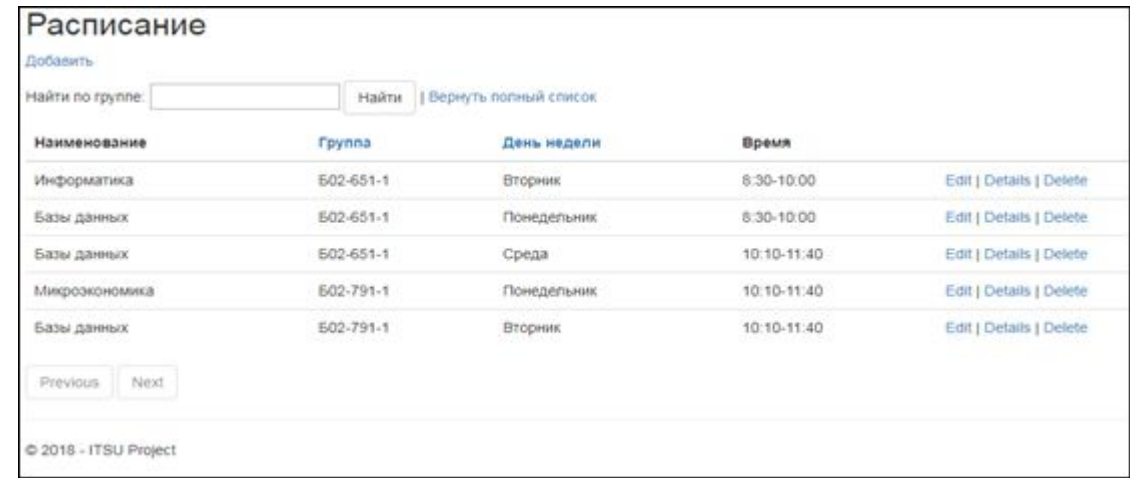 Расписание
Добавить
Найти по группе: Найти | Вернуть полный список
Наименование Группа День недели Время
Информатика Б02-651-1 Вторник 8:30-10:00 Edit | Details | Delete
Базы данных Б02-651-1 Понедельник 8:30-10:00 Edit | Details | Delete
Базы данных Б02-651-1 Среда 10:10-11:40 Edit | Details | Delete
Микроэкономика Б02-791-1 Понедельник 10:10-11:40 Edit | Details | Delete
Базы данных Б02-791-1 Вторник 10:10-11:40 Edit | Details | Delete
Previous Next
© 2018 - ITSU Project